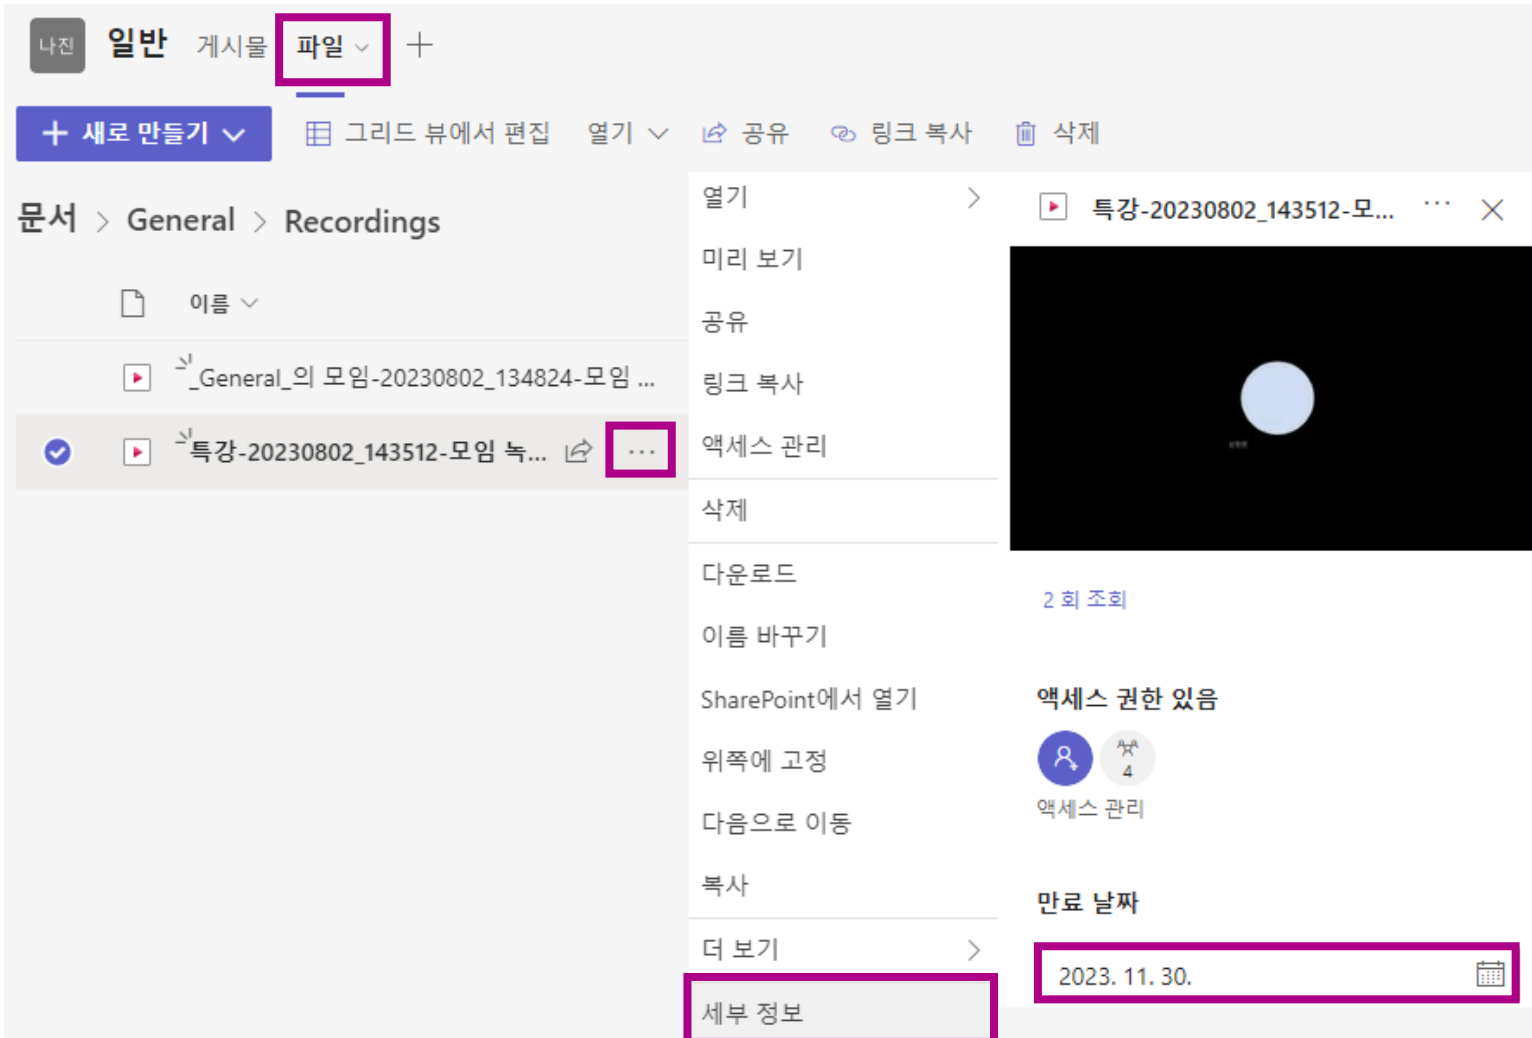 나진 일반 게시물 파일
새로 만들기 그리드 뷰에서 편집 열기 공유 링크 복사 삭제
문서 > General > Recordings
이름
_General_의 모임-20230802_134824-모임 ...
특강-20230802_143512-모임 녹... ...
열기
미리 보기
공유
링크 복사
액세스 관리
삭제
다운로드
이름 바꾸기
SharePoint에서 열기
위쪽에 고정
다음으로 이동
복사
더 보기
세부 정보
특강-20230802_143512-모... ...
2 회 조회
액세스 권한 있음
4
액세스 관리
만료 날짜
2023. 11. 30.